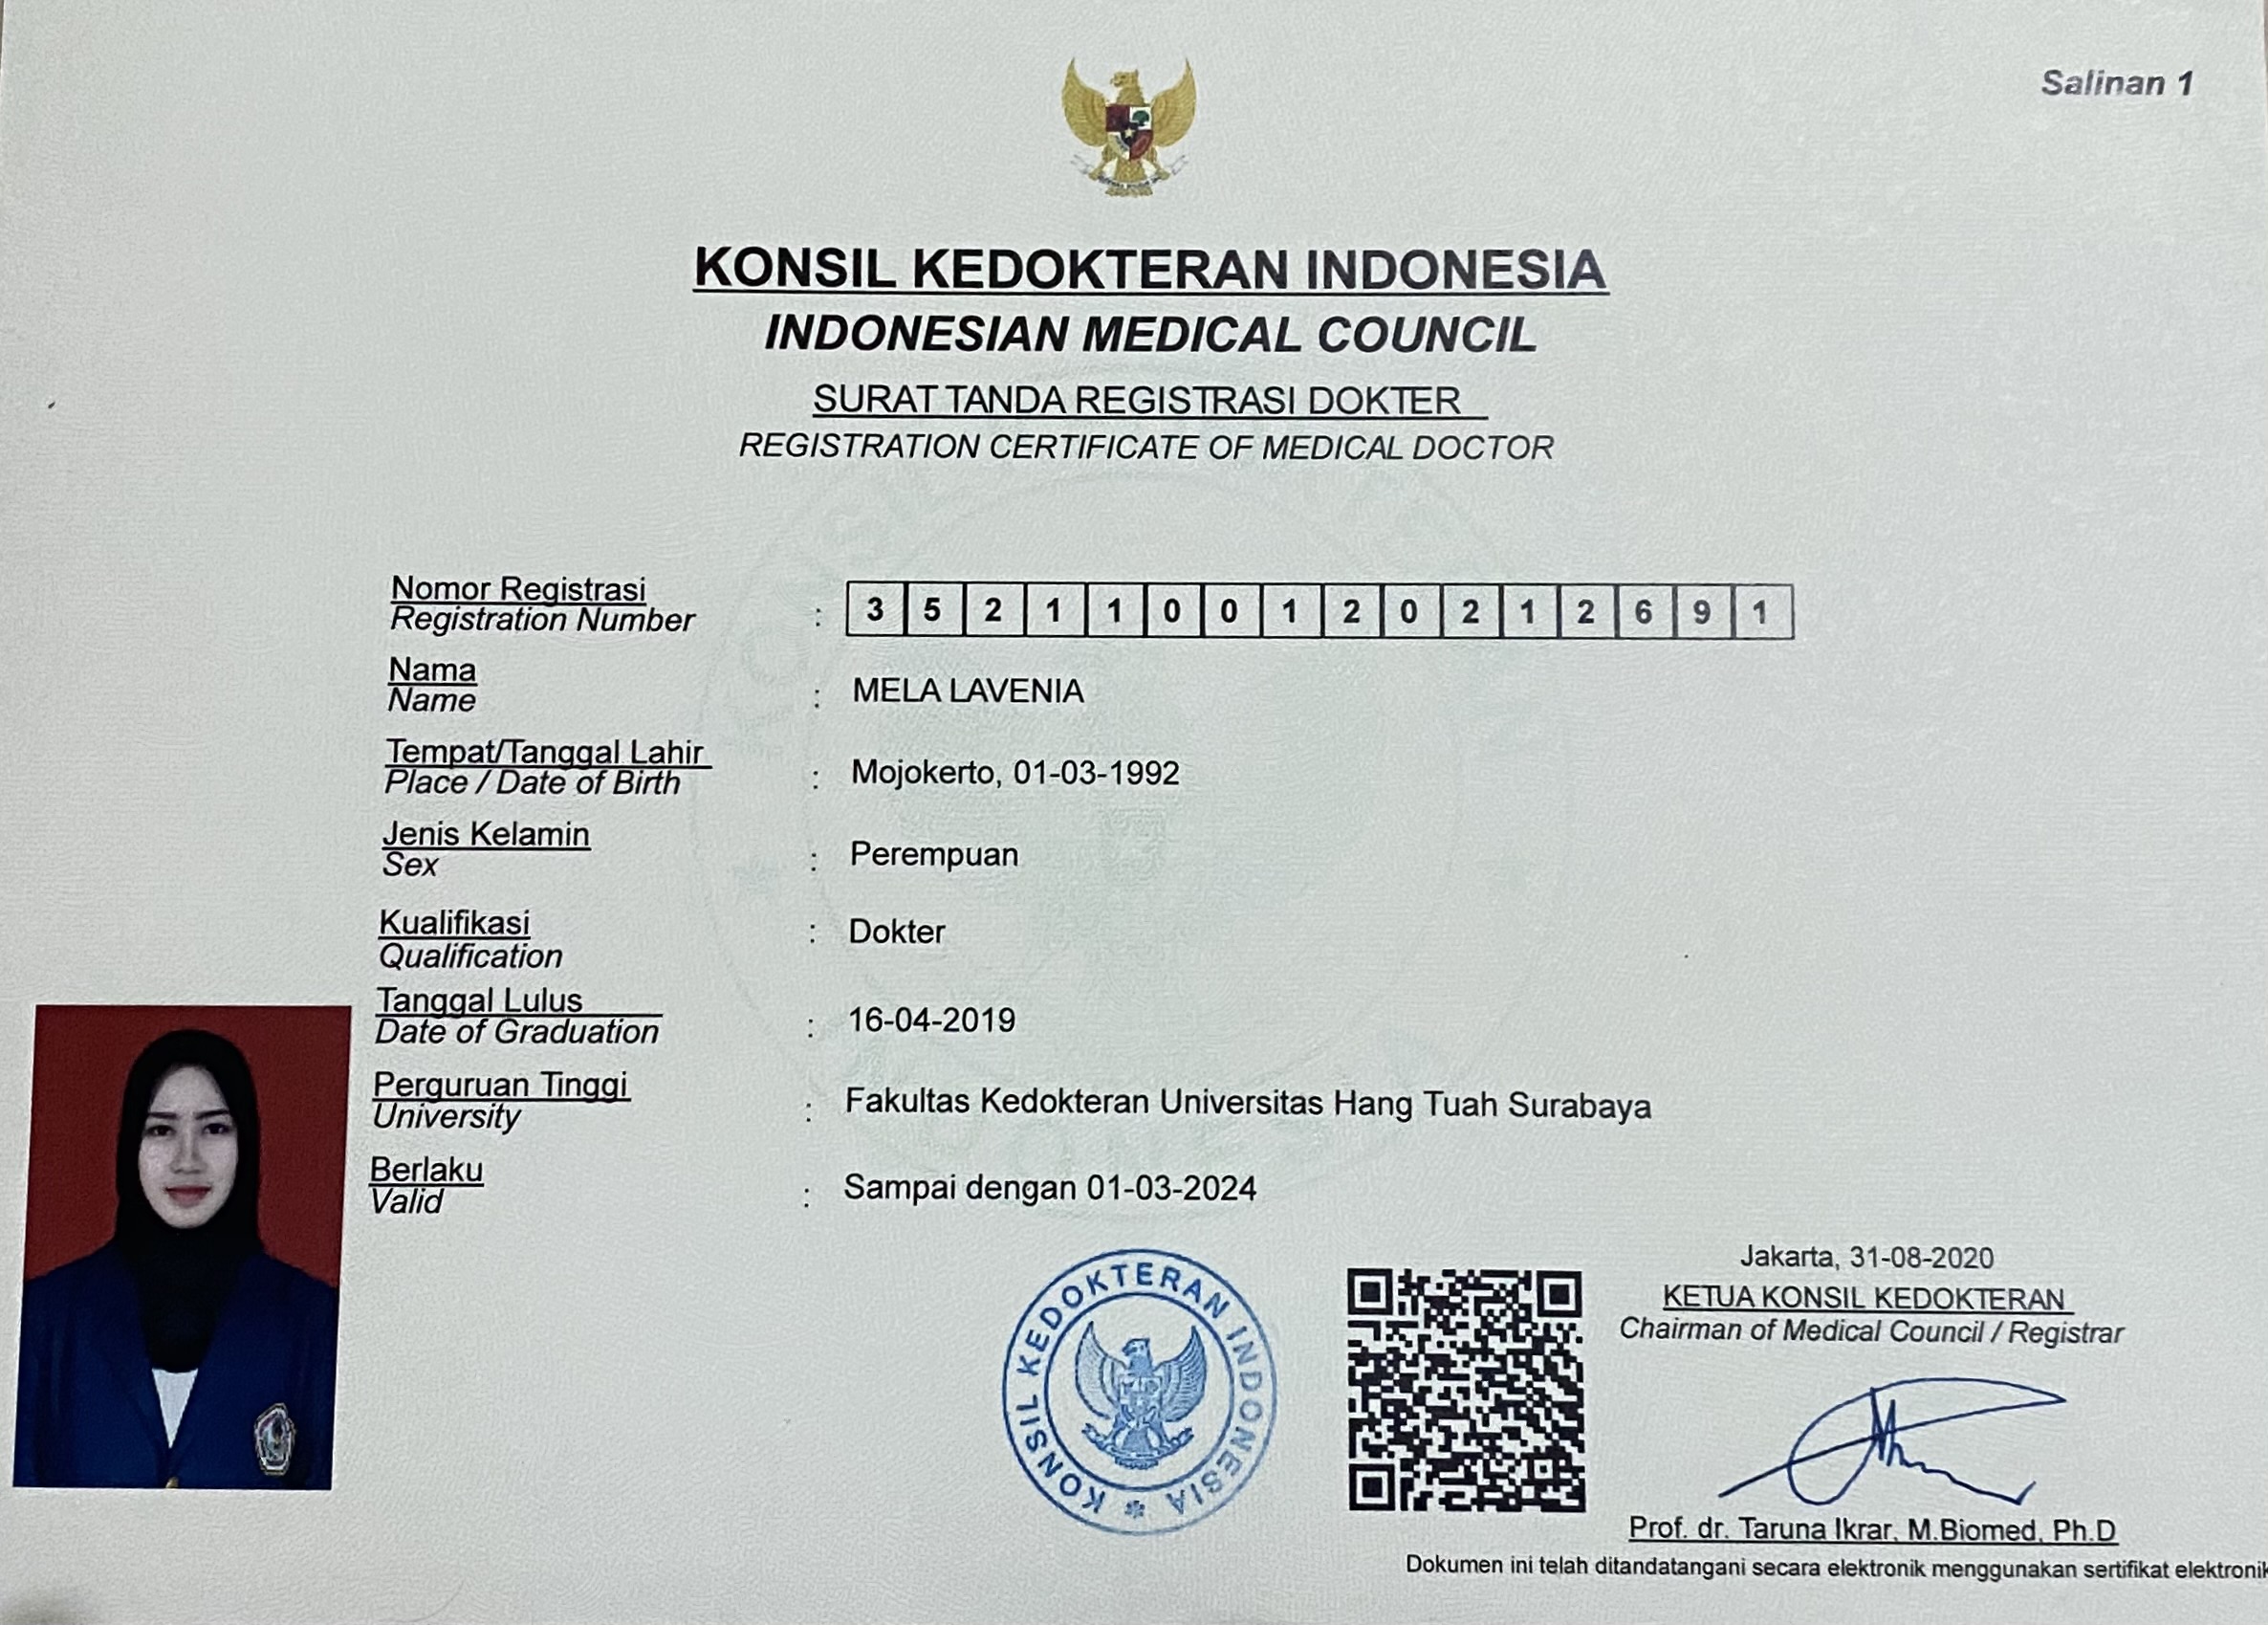 Salinan 1
KONSIL KEDOKTERAN INDONESIA
INDONESIAN MEDICAL COUNCIL
SURAT TANDA REGISTRASI DOKTER
REGISTRATION CERTIFICATE OF MEDICAL DOCTOR
Nomor Registrasi
Registration Number : 3 5 2 1 1 0 0 1 2 0 2 1 2 6 9 1
Nama
Name : MELA LAVENIA
Tempat/Tanggal Lahir
Place / Date of Birth : Mojokerto, 01-03-1992
Jenis Kelamin
Sex : Perempuan
Kualifikasi : Dokter
Qualification
Tanggal Lulus
Date of Graduation : 16-04-2019
Perguruan Tinggi
University : Fakultas Kedokteran Universitas Hang Tuah Surabaya
Berlaku
Valid : Sampai dengan 01-03-2024
KONSIL KEDOKTERAN INDONESIA
Jakarta, 31-08-2020
KETUA KONSIL KEDOKTERAN
Chairman of Medical Council / Registrar
Prof. dr. Taruna Ikrar, M.Biomed, Ph.D
Dokumen ini telah ditandatangani secara elektronik menggunakan sertifikat elektronik